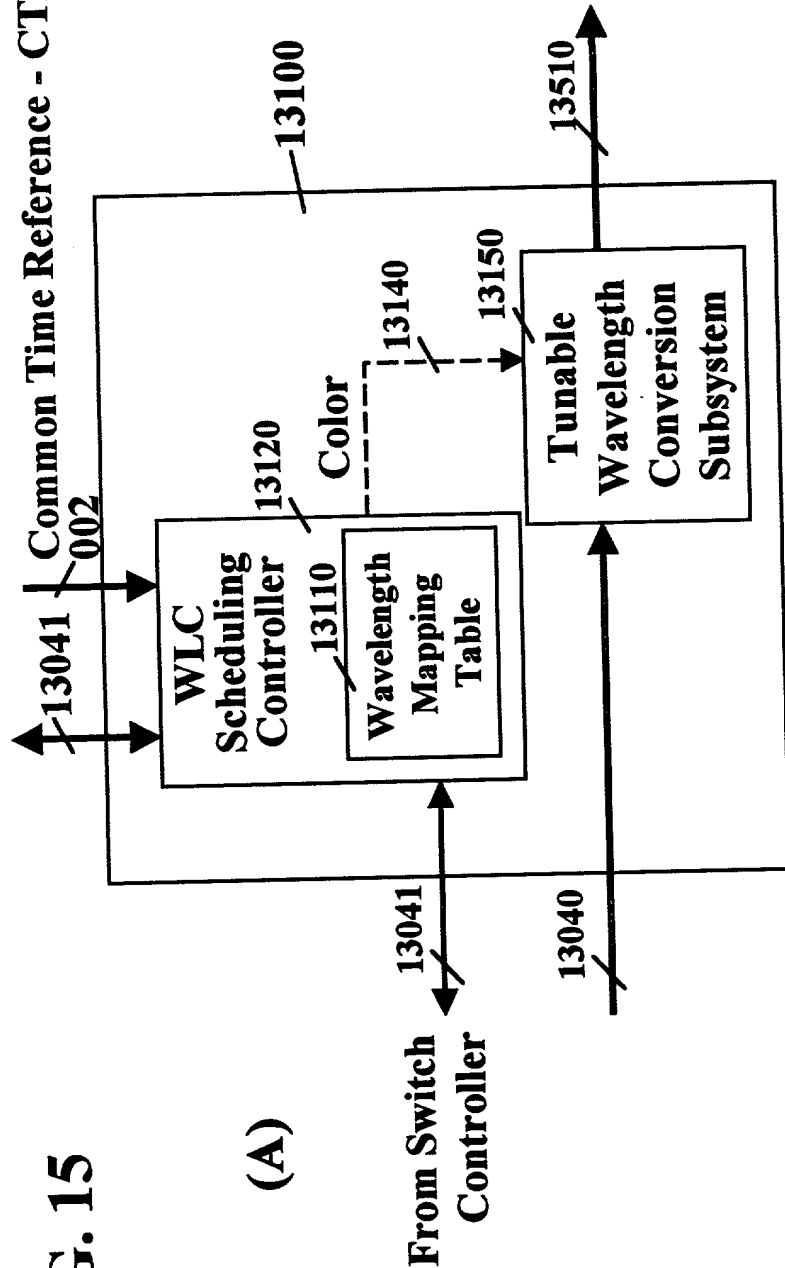 G. 15
(A)
Common Time Reference - CT
002
13041
13100
WLC
Scheduling
Controller
13120
13110
Wavelength
Mapping
Table
Color
13140
13150
Tunable
Wavelength
Conversion
Subsystem
13510
13041
From Switch
Controller
13040